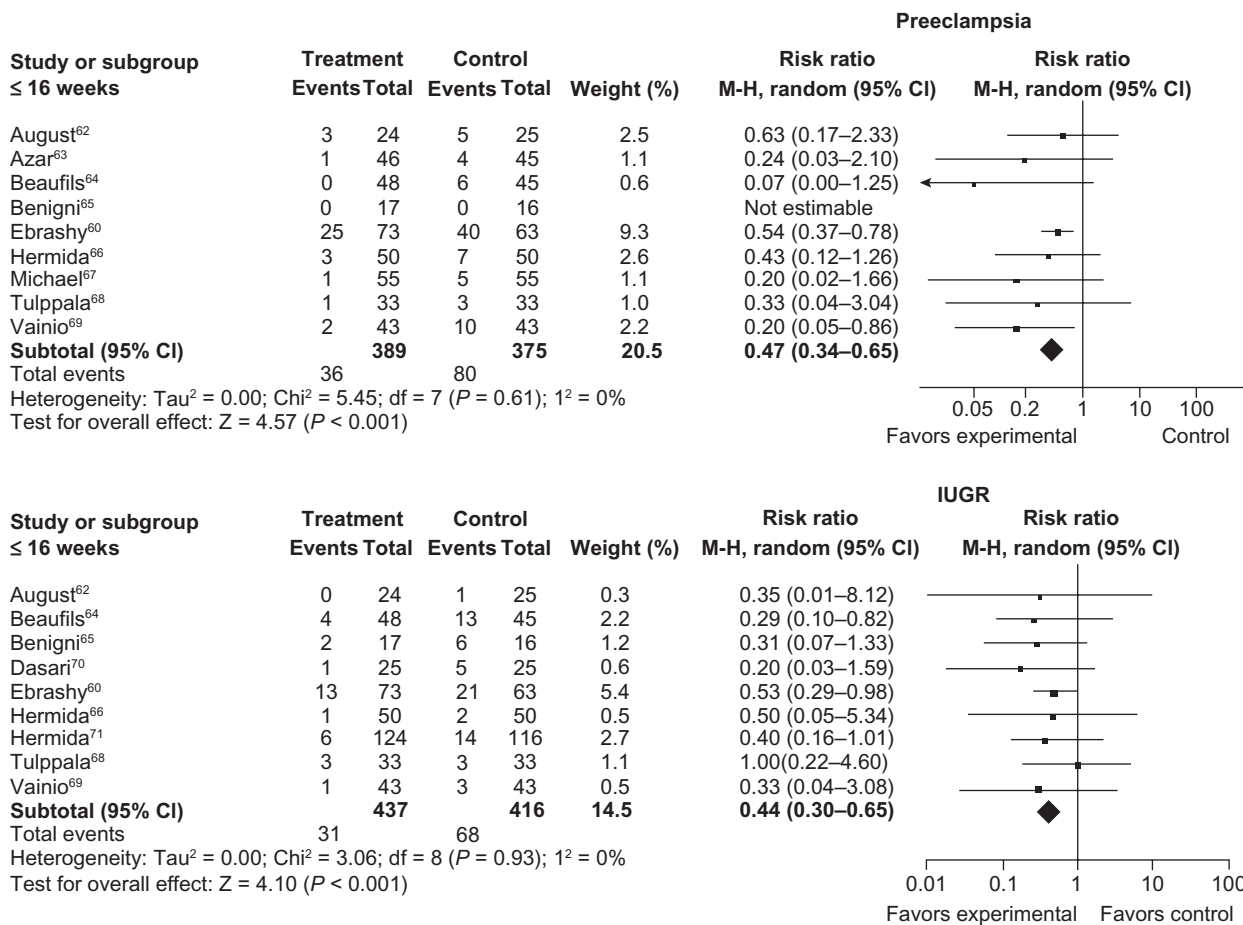 Preeclampsia
Study or subgroup Treatment Control Risk ratio Risk ratio
≤ 16 weeks Events Total Events Total Weight (%) M-H, random (95% CI) M-H, random (95% CI)
August⁶² 3 24 5 25 2.5 0.63 (0.17–2.33)
Azar⁶³ 1 46 4 45 1.1 0.24 (0.03–2.10)
Beaufils⁶⁴ 0 48 6 45 0.6 0.07 (0.00–1.25)
Benigni⁶⁵ 0 17 0 16 Not estimable
Ebrashy⁶⁰ 25 73 40 63 9.3 0.54 (0.37–0.78)
Hermida⁶⁶ 3 50 7 50 2.6 0.43 (0.12–1.26)
Michael⁶⁷ 1 55 5 55 1.1 0.20 (0.02–1.66)
Tulppala⁶⁸ 1 33 3 33 1.0 0.33 (0.04–3.04)
Vainio⁶⁹ 2 43 10 43 2.2 0.20 (0.05–0.86)
Subtotal (95% CI) 389 375 20.5 0.47 (0.34–0.65)
Total events 36 80
Heterogeneity: Tau² = 0.00; Chi² = 5.45; df = 7 (P = 0.61); 1² = 0%
Test for overall effect: Z = 4.57 (P < 0.001)
0.05 0.2 1 10 100
Favors experimental Control
IUGR
Study or subgroup Treatment Control Risk ratio Risk ratio
≤ 16 weeks Events Total Events Total Weight (%) M-H, random (95% CI) M-H, random (95% CI)
August⁶² 0 24 1 25 0.3 0.35 (0.01–8.12)
Beaufils⁶⁴ 4 48 13 45 2.2 0.29 (0.10–0.82)
Benigni⁶⁵ 2 17 6 16 1.2 0.31 (0.07–1.33)
Dasari⁷⁰ 1 25 5 25 0.6 0.20 (0.03–1.59)
Ebrashy⁶⁰ 13 73 21 63 5.4 0.53 (0.29–0.98)
Hermida⁶⁶ 1 50 2 50 0.5 0.50 (0.05–5.34)
Hermida⁷¹ 6 124 14 116 2.7 0.40 (0.16–1.01)
Tulppala⁶⁸ 3 33 3 33 1.1 1.00(0.22–4.60)
Vainio⁶⁹ 1 43 3 43 0.5 0.33 (0.04–3.08)
Subtotal (95% CI) 437 416 14.5 0.44 (0.30–0.65)
Total events 31 68
Heterogeneity: Tau² = 0.00; Chi² = 3.06; df = 8 (P = 0.93); 1² = 0%
Test for overall effect: Z = 4.10 (P < 0.001)
0.01 0.1 1 10 100
Favors experimental Favors control